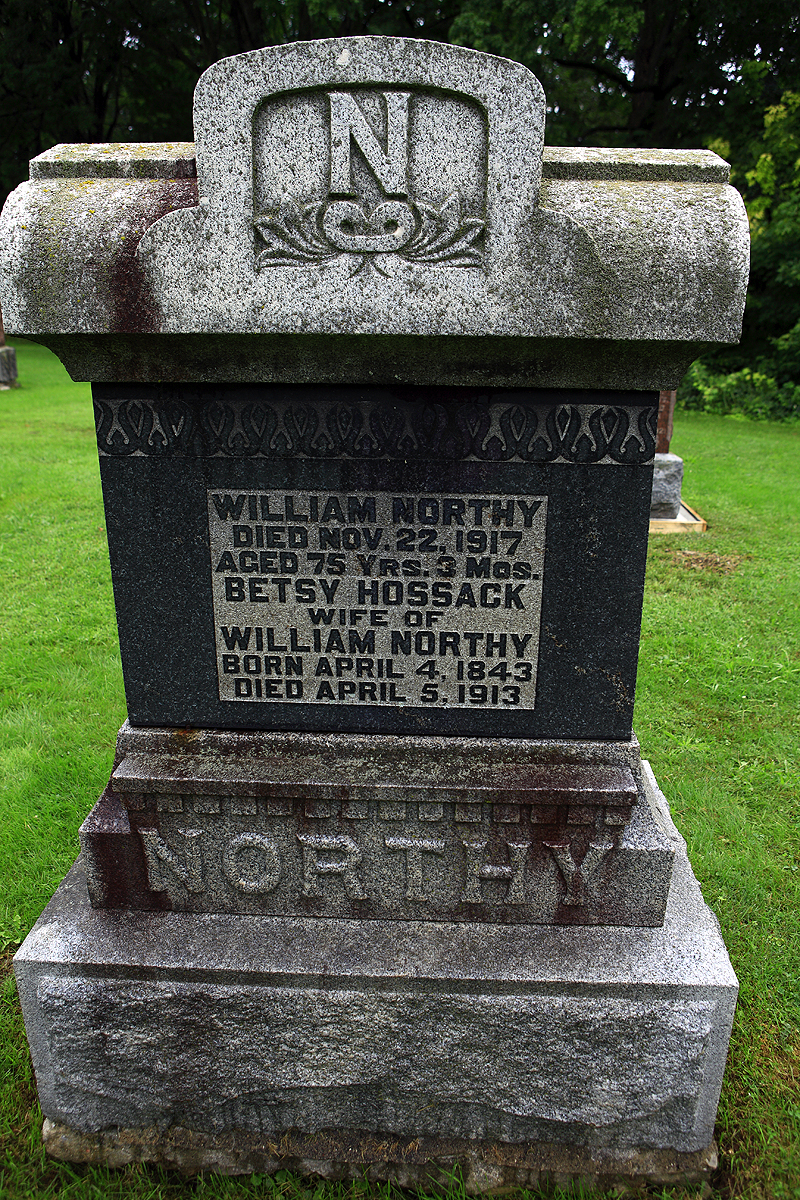 N
WILLIAM NORTHY
DIED NOV. 22, 1917
AGED 75 YRS. 3 MOS.
BETSY HOSSACK
WIFE OF
WILLIAM NORTHY
BORN APRIL 4, 1843
DIED APRIL 5, 1913
NORTHY